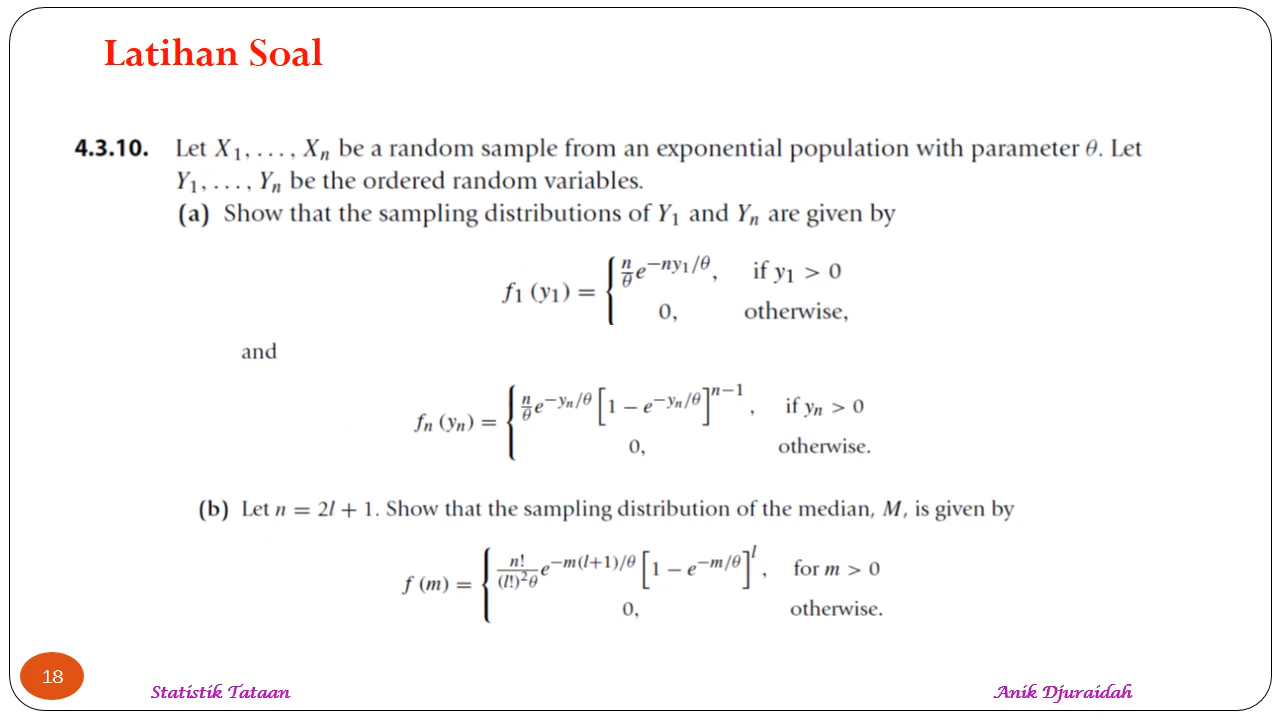 Latihan Soal
4.3.10. Let X₁, . . . , Xₙ be a random sample from an exponential population with parameter θ. Let
Y₁, . . . , Yₙ be the ordered random variables.
(a) Show that the sampling distributions of Y₁ and Yₙ are given by
f₁ (y₁) = { n/θ e^{−ny₁/θ}, if y₁ > 0
0, otherwise,
and
fₙ (yₙ) = { n/θ e^{−yₙ/θ} [1 − e^{−yₙ/θ}]^{n−1}, if yₙ > 0
0, otherwise.
(b) Let n = 2l + 1. Show that the sampling distribution of the median, M, is given by
f (m) = { n!/((l!)²θ) e^{−m(l+1)/θ} [1 − e^{−m/θ}]^l, for m > 0
0, otherwise.
18 Statistik Tataan Anik Djuraidah